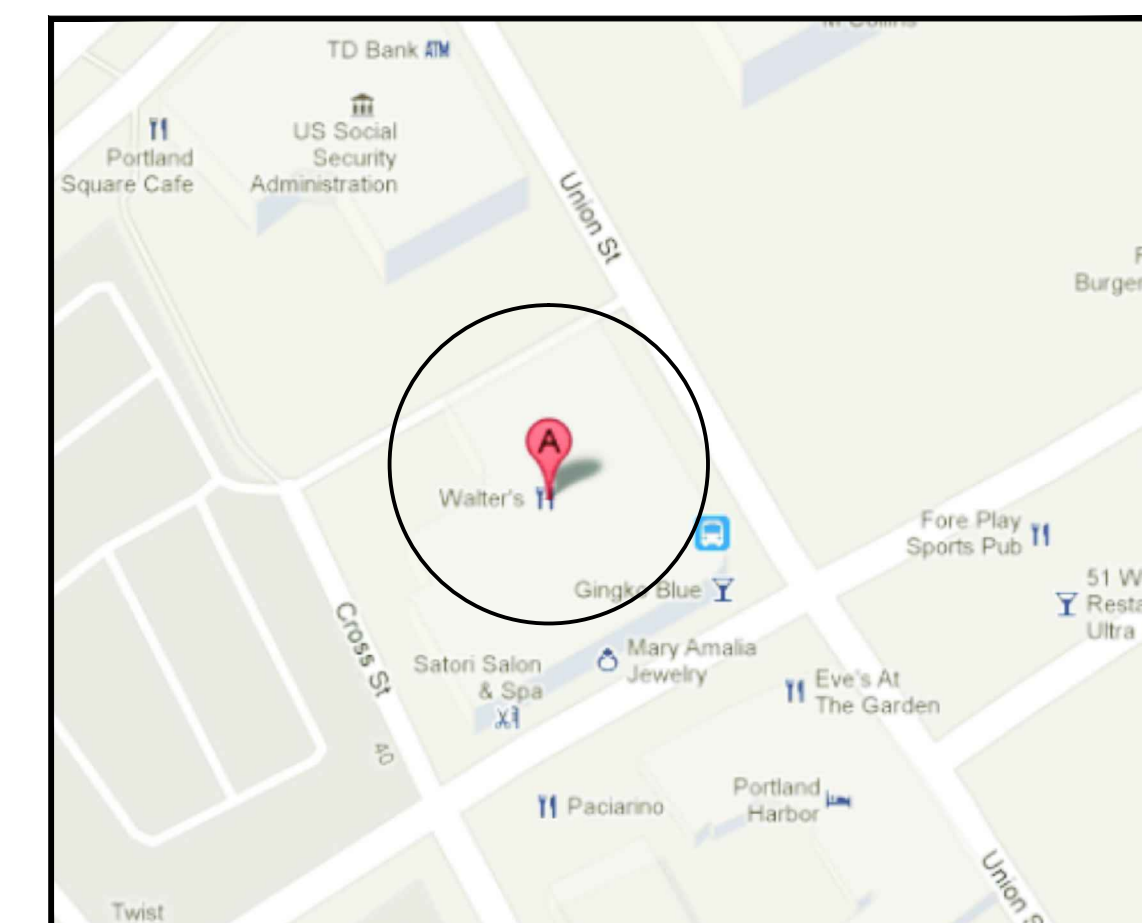 TD Bank ATM
US Social
Security
Administration
Portland
Square Cafe
Union St
Burger
A
Walter's
Gingko Blue
Fore Play
Sports Pub
51 W
Resta
Ultra
Cross St
40
Satori Salon
& Spa
Mary Amalia
Jewelry
Eve's At
The Garden
Paciarino
Portland
Harbor
Union S
Twist